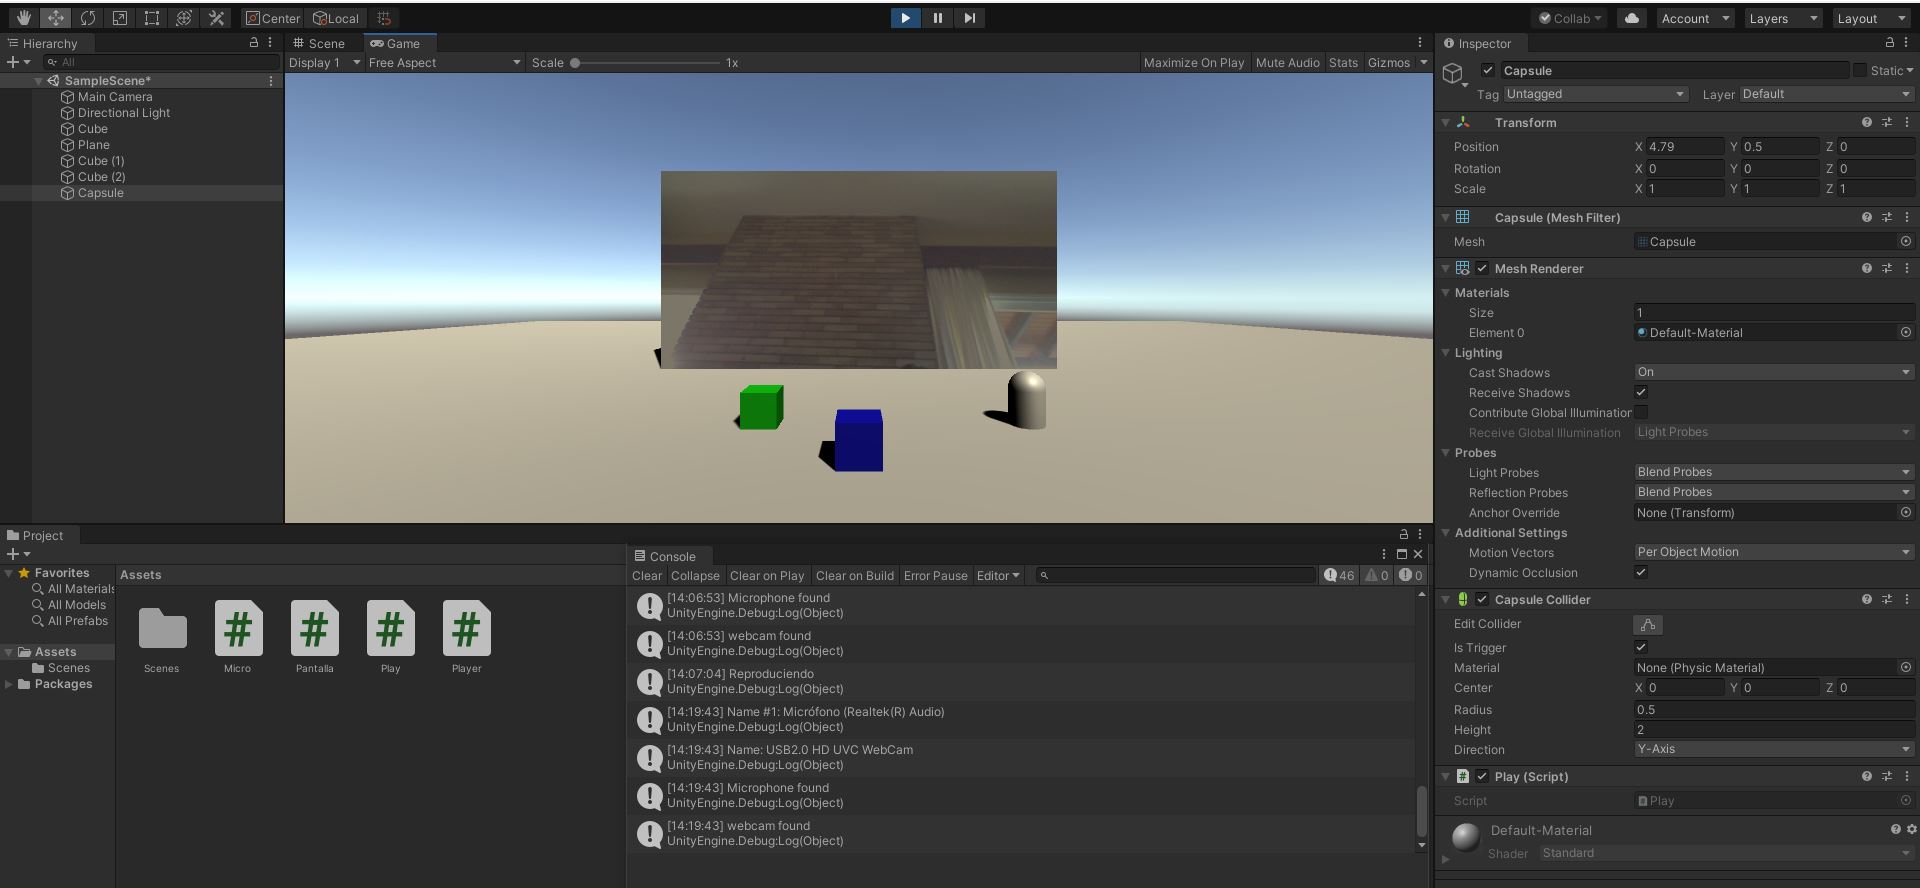 Center
Local
Collab
Account
Layers
Layout
Hierarchy
All
SampleScene*
Main Camera
Directional Light
Cube
Plane
Cube (1)
Cube (2)
Capsule
Scene
Game
Display 1
Free Aspect
Scale
1x
Maximize On Play
Mute Audio
Stats
Gizmos
Inspector
Capsule
Static
Tag Untagged
Layer Default
Transform
Position X 4.79 Y 0.5 Z 0
Rotation X 0 Y 0 Z 0
Scale X 1 Y 1 Z 1
Capsule (Mesh Filter)
Mesh Capsule
Mesh Renderer
Materials
Size 1
Element 0 Default-Material
Lighting
Cast Shadows On
Receive Shadows
Contribute Global Illumination
Receive Global Illumination Light Probes
Probes
Light Probes Blend Probes
Reflection Probes Blend Probes
Anchor Override None (Transform)
Additional Settings
Motion Vectors Per Object Motion
Dynamic Occlusion
Capsule Collider
Edit Collider
Is Trigger
Material None (Physic Material)
Center X 0 Y 0 Z 0
Radius 0.5
Height 2
Direction Y-Axis
# Play (Script)
Script Play
Default-Material
Shader Standard
Project
Favorites
All Materials
All Models
All Prefabs
Assets
Scenes
Packages
Assets
Scenes
Micro
Pantalla
Play
Player
Console
Clear
Collapse
Clear on Play
Clear on Build
Error Pause
Editor
46
0
0
[14:06:53] Microphone found
UnityEngine.Debug:Log(Object)
[14:06:53] webcam found
UnityEngine.Debug:Log(Object)
[14:07:04] Reproduciendo
UnityEngine.Debug:Log(Object)
[14:19:43] Name #1: Micrófono (Realtek(R) Audio)
UnityEngine.Debug:Log(Object)
[14:19:43] Name: USB2.0 HD UVC WebCam
UnityEngine.Debug:Log(Object)
[14:19:43] Microphone found
UnityEngine.Debug:Log(Object)
[14:19:43] webcam found
UnityEngine.Debug:Log(Object)